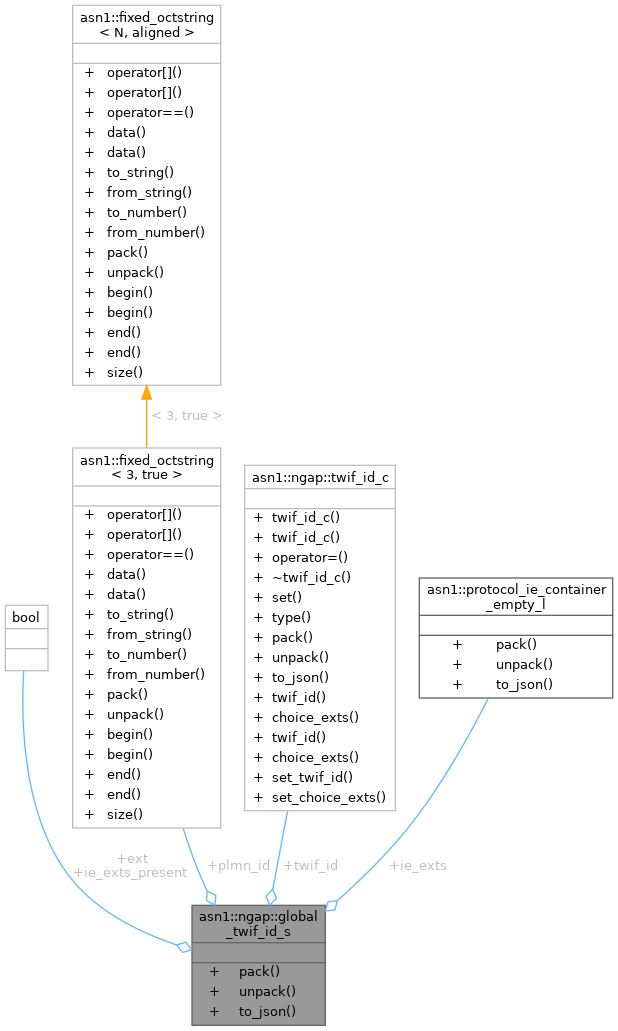 asn1::fixed_octstring
< N, aligned >
+ operator[]()
+ operator[]()
+ operator==()
+ data()
+ data()
+ to_string()
+ from_string()
+ to_number()
+ from_number()
+ pack()
+ unpack()
+ begin()
+ begin()
+ end()
+ end()
+ size()
< 3, true >
asn1::fixed_octstring
< 3, true >
+ operator[]()
+ operator[]()
+ operator==()
+ data()
+ data()
+ to_string()
+ from_string()
+ to_number()
+ from_number()
+ pack()
+ unpack()
+ begin()
+ begin()
+ end()
+ end()
+ size()
asn1::ngap::twif_id_c
+ twif_id_c()
+ twif_id_c()
+ operator=()
+ ~twif_id_c()
+ set()
+ type()
+ pack()
+ unpack()
+ to_json()
+ twif_id()
+ choice_exts()
+ twif_id()
+ choice_exts()
+ set_twif_id()
+ set_choice_exts()
asn1::protocol_ie_container
_empty_l
+ pack()
+ unpack()
+ to_json()
bool
+ext
+ie_exts_present
+plmn_id
+twif_id
+ie_exts
asn1::ngap::global
_twif_id_s
+ pack()
+ unpack()
+ to_json()